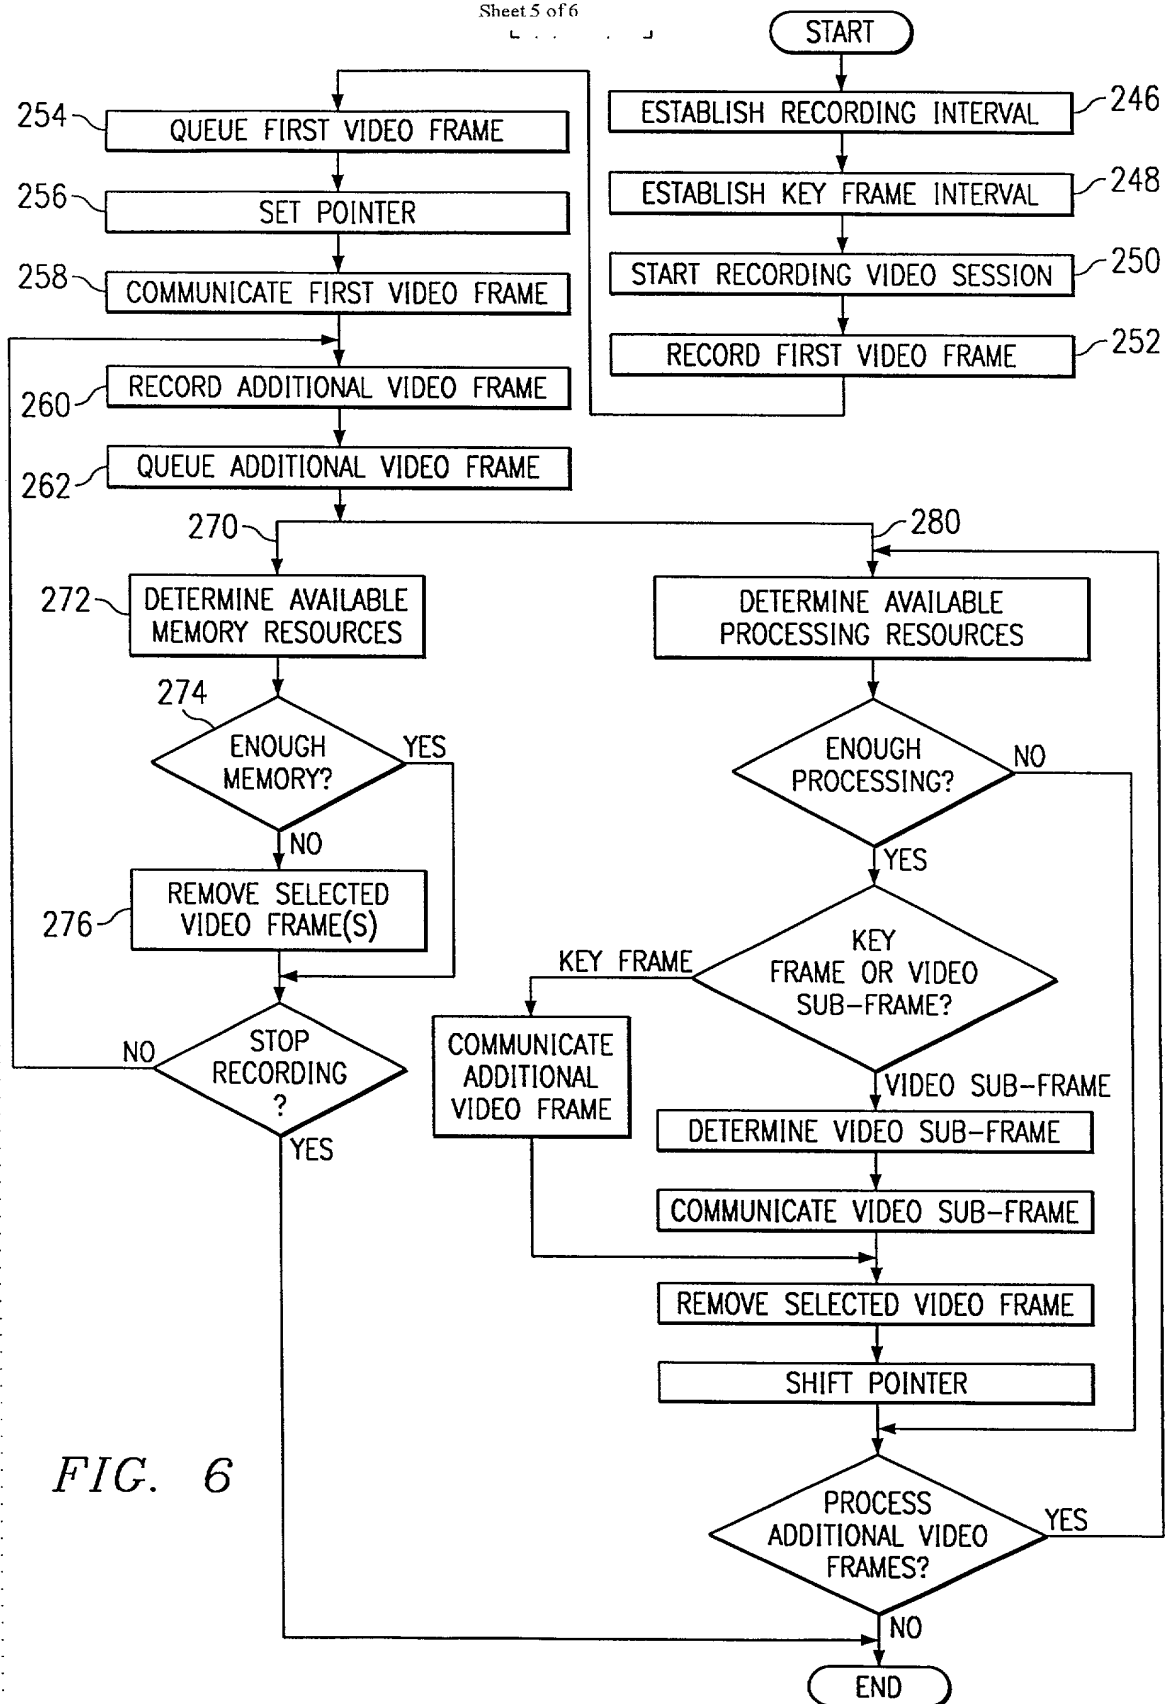 Sheet 5 of 6
START
ESTABLISH RECORDING INTERVAL
246
ESTABLISH KEY FRAME INTERVAL
248
START RECORDING VIDEO SESSION
250
RECORD FIRST VIDEO FRAME
252
254
QUEUE FIRST VIDEO FRAME
256
SET POINTER
258
COMMUNICATE FIRST VIDEO FRAME
260
RECORD ADDITIONAL VIDEO FRAME
262
QUEUE ADDITIONAL VIDEO FRAME
270
280
272
DETERMINE AVAILABLE
MEMORY RESOURCES
274
ENOUGH
MEMORY?
YES
NO
276
REMOVE SELECTED
VIDEO FRAME(S)
STOP
RECORDING
?
NO
YES
DETERMINE AVAILABLE
PROCESSING RESOURCES
ENOUGH
PROCESSING?
NO
YES
KEY
FRAME OR VIDEO
SUB-FRAME?
KEY FRAME
COMMUNICATE
ADDITIONAL
VIDEO FRAME
VIDEO SUB-FRAME
DETERMINE VIDEO SUB-FRAME
COMMUNICATE VIDEO SUB-FRAME
REMOVE SELECTED VIDEO FRAME
SHIFT POINTER
PROCESS
ADDITIONAL VIDEO
FRAMES?
YES
NO
END
FIG. 6